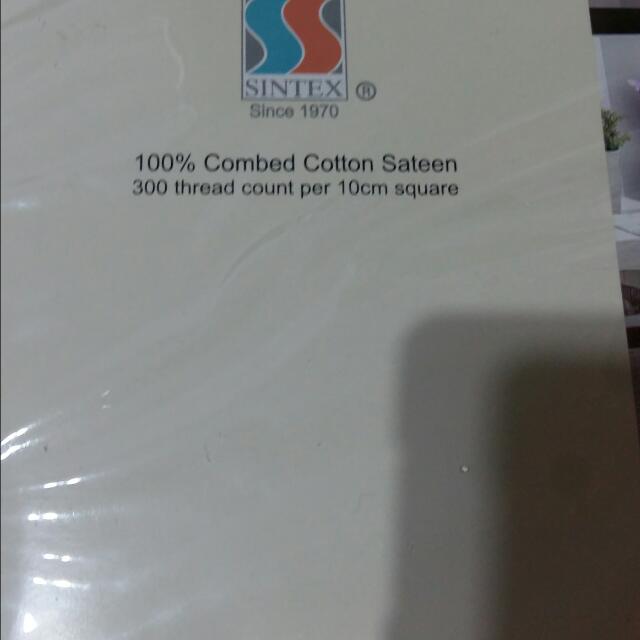 SINTEX ®
Since 1970
100% Combed Cotton Sateen
300 thread count per 10cm square